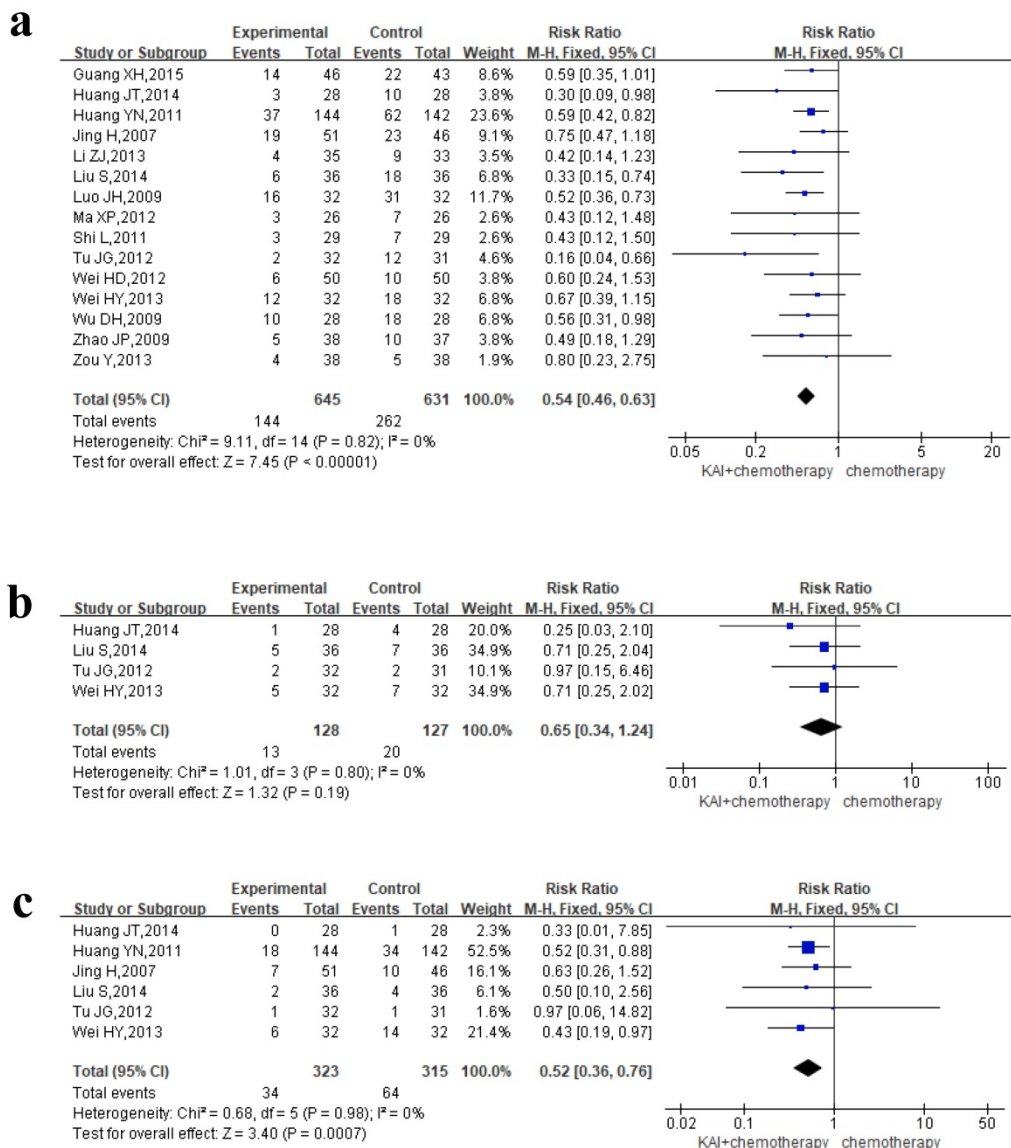 a
Experimental Control Risk Ratio Risk Ratio
Study or Subgroup Events Total Events Total Weight M-H, Fixed, 95% CI M-H, Fixed, 95% CI
Guang XH,2015 14 46 22 43 8.6% 0.59 [0.35, 1.01]
Huang JT,2014 3 28 10 28 3.8% 0.30 [0.09, 0.98]
Huang YN,2011 37 144 62 142 23.6% 0.59 [0.42, 0.82]
Jing H,2007 19 51 23 46 9.1% 0.75 [0.47, 1.18]
Li ZJ,2013 4 35 9 33 3.5% 0.42 [0.14, 1.23]
Liu S,2014 6 36 18 36 6.8% 0.33 [0.15, 0.74]
Luo JH,2009 16 32 31 32 11.7% 0.52 [0.36, 0.73]
Ma XP,2012 3 26 7 26 2.6% 0.43 [0.12, 1.48]
Shi L,2011 3 29 7 29 2.6% 0.43 [0.12, 1.50]
Tu JG,2012 2 32 12 31 4.6% 0.16 [0.04, 0.66]
Wei HD,2012 6 50 10 50 3.8% 0.60 [0.24, 1.53]
Wei HY,2013 12 32 18 32 6.8% 0.67 [0.39, 1.15]
Wu DH,2009 10 28 18 28 6.8% 0.56 [0.31, 0.98]
Zhao JP,2009 5 38 10 37 3.8% 0.49 [0.18, 1.29]
Zou Y,2013 4 38 5 38 1.9% 0.80 [0.23, 2.75]
Total (95% CI) 645 631 100.0% 0.54 [0.46, 0.63]
Total events 144 262
Heterogeneity: Chi² = 9.11, df = 14 (P = 0.82); I² = 0%
Test for overall effect: Z = 7.45 (P < 0.00001)
0.05 0.2 1 5 20
KAI+chemotherapy chemotherapy
b
Experimental Control Risk Ratio Risk Ratio
Study or Subgroup Events Total Events Total Weight M-H, Fixed, 95% CI M-H, Fixed, 95% CI
Huang JT,2014 1 28 4 28 20.0% 0.25 [0.03, 2.10]
Liu S,2014 5 36 7 36 34.9% 0.71 [0.25, 2.04]
Tu JG,2012 2 32 2 31 10.1% 0.97 [0.15, 6.46]
Wei HY,2013 5 32 7 32 34.9% 0.71 [0.25, 2.02]
Total (95% CI) 128 127 100.0% 0.65 [0.34, 1.24]
Total events 13 20
Heterogeneity: Chi² = 1.01, df = 3 (P = 0.80); I² = 0%
Test for overall effect: Z = 1.32 (P = 0.19)
0.01 0.1 1 10 100
KAI+chemotherapy chemotherapy
c
Experimental Control Risk Ratio Risk Ratio
Study or Subgroup Events Total Events Total Weight M-H, Fixed, 95% CI M-H, Fixed, 95% CI
Huang JT,2014 0 28 1 28 2.3% 0.33 [0.01, 7.85]
Huang YN,2011 18 144 34 142 52.5% 0.52 [0.31, 0.88]
Jing H,2007 7 51 10 46 16.1% 0.63 [0.26, 1.52]
Liu S,2014 2 36 4 36 6.1% 0.50 [0.10, 2.56]
Tu JG,2012 1 32 1 31 1.6% 0.97 [0.06, 14.82]
Wei HY,2013 6 32 14 32 21.4% 0.43 [0.19, 0.97]
Total (95% CI) 323 315 100.0% 0.52 [0.36, 0.76]
Total events 34 64
Heterogeneity: Chi² = 0.68, df = 5 (P = 0.98); I² = 0%
Test for overall effect: Z = 3.40 (P = 0.0007)
0.02 0.1 1 10 50
KAI+chemotherapy chemotherapy